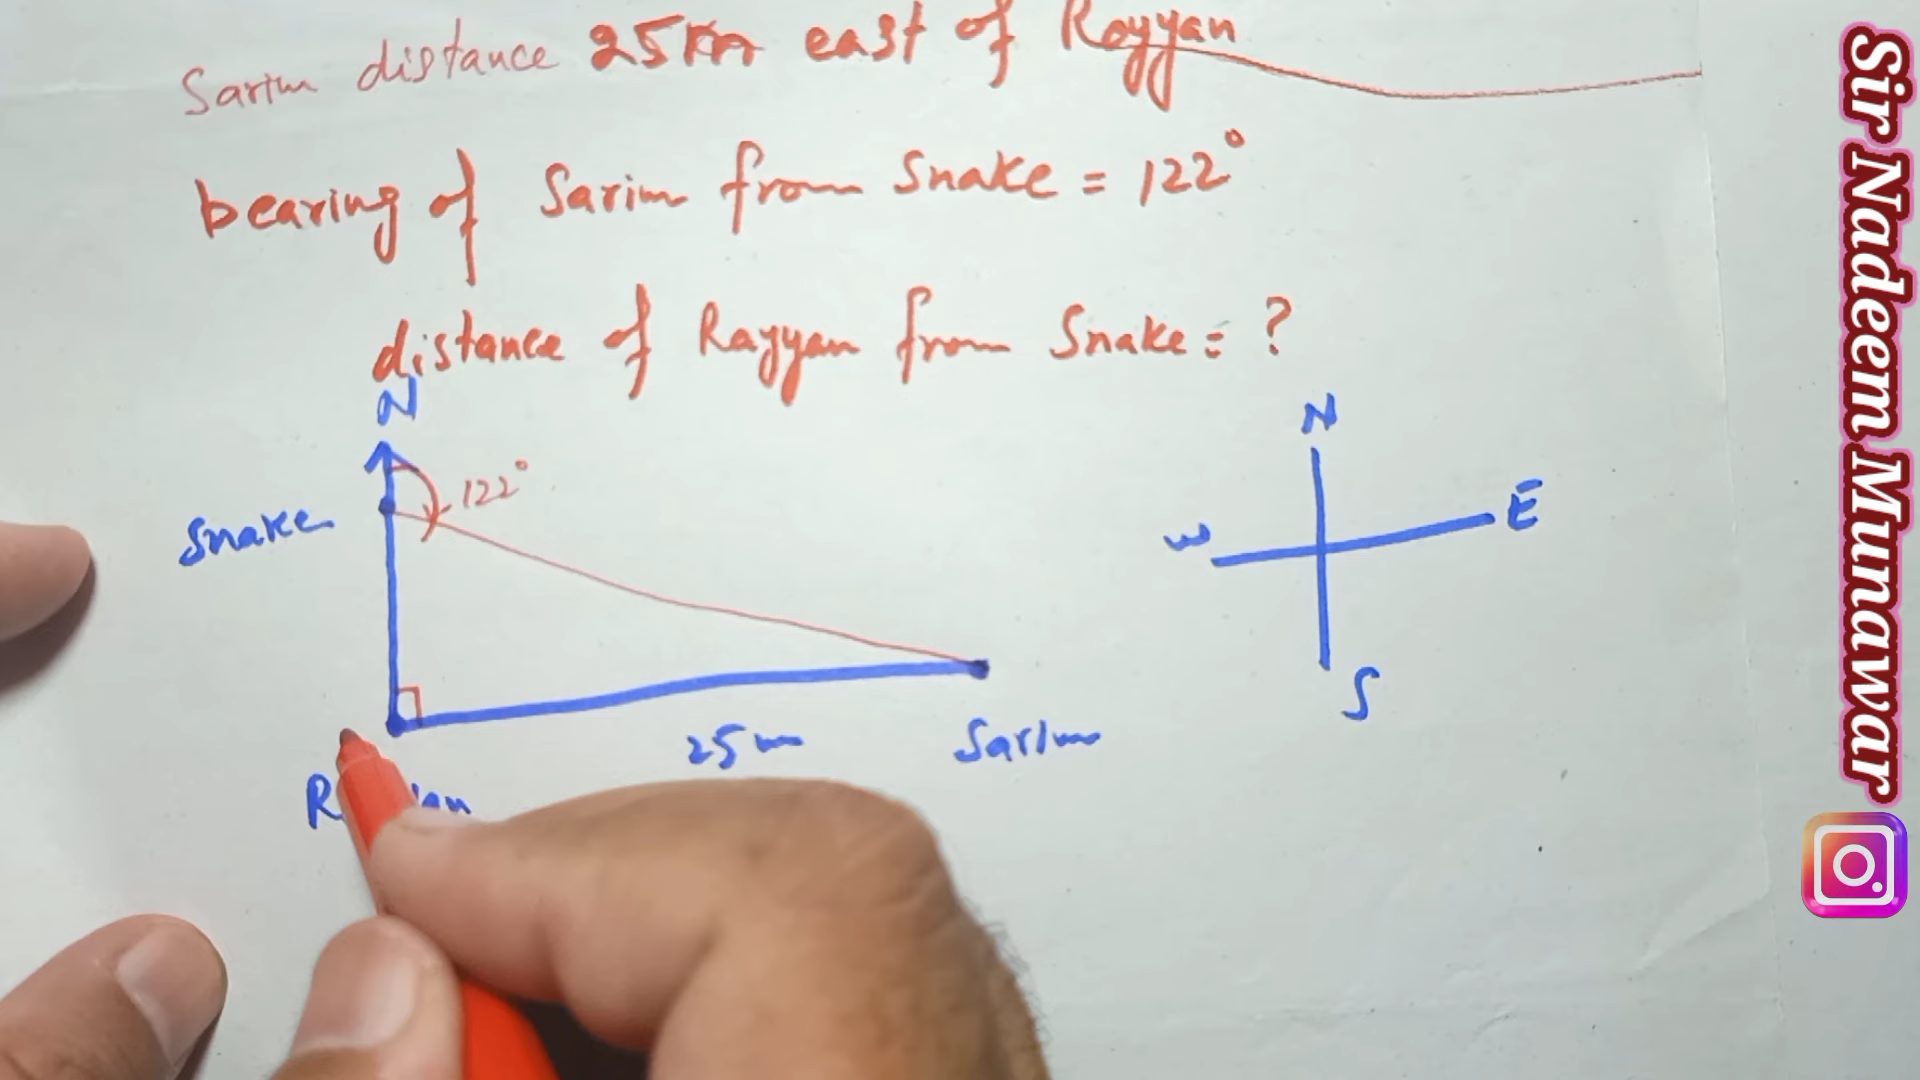 Sarim distance 25Km east of Rayyan
bearing of Sarim from Snake = 122°
distance of Rayyan from Snake = ?
N
122°
Snake
25m
Sarim
N
W
E
S
Sir Nadeem Munawar